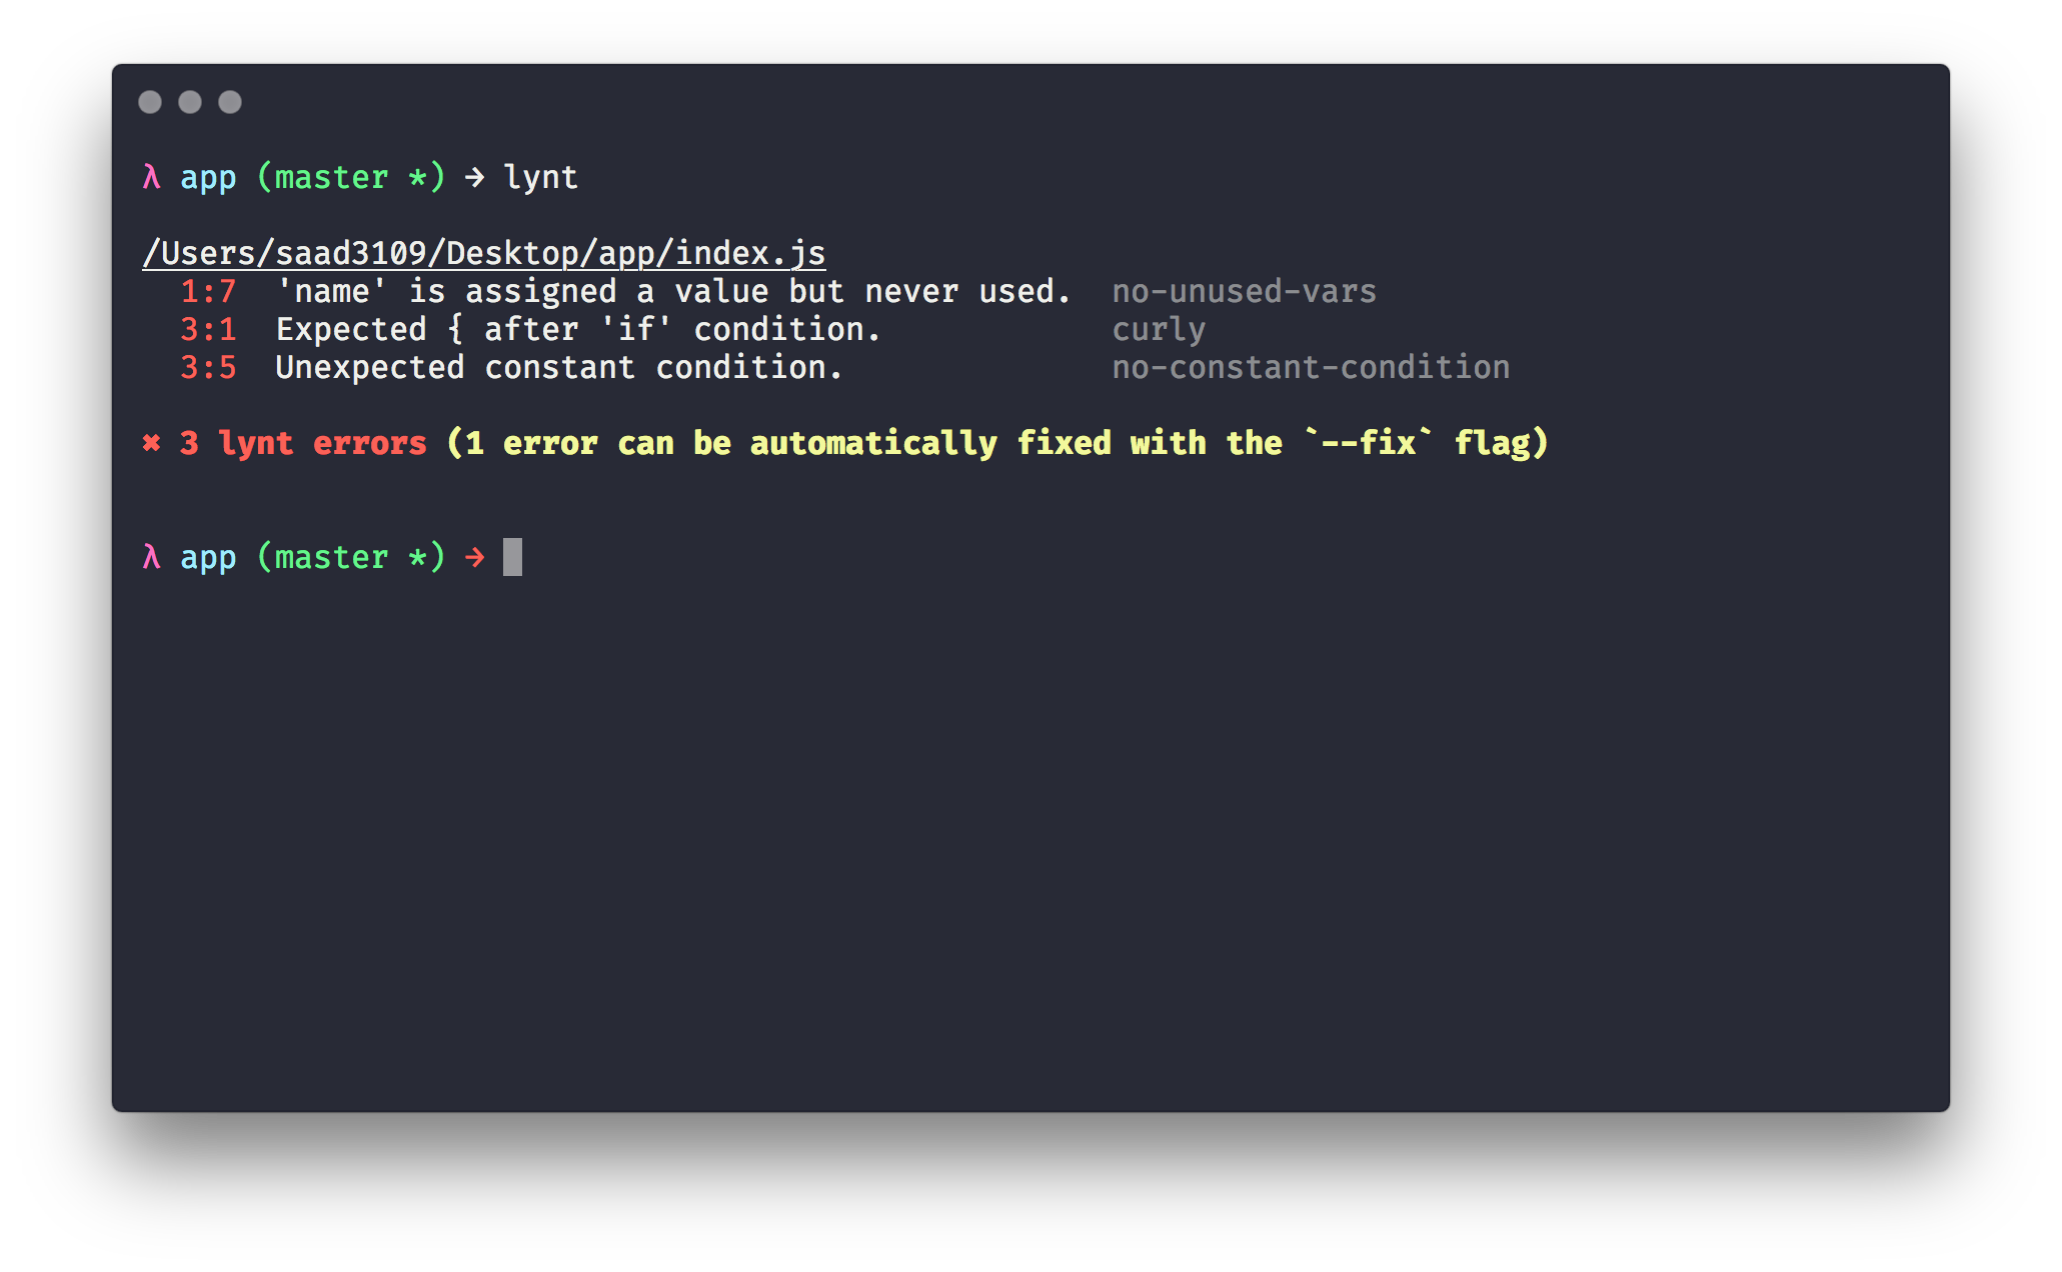 λ app (master *) → lynt
/Users/saad3109/Desktop/app/index.js
1:7 'name' is assigned a value but never used. no-unused-vars
3:1 Expected { after 'if' condition. curly
3:5 Unexpected constant condition. no-constant-condition
✖ 3 lynt errors (1 error can be automatically fixed with the `--fix` flag)
λ app (master *) →